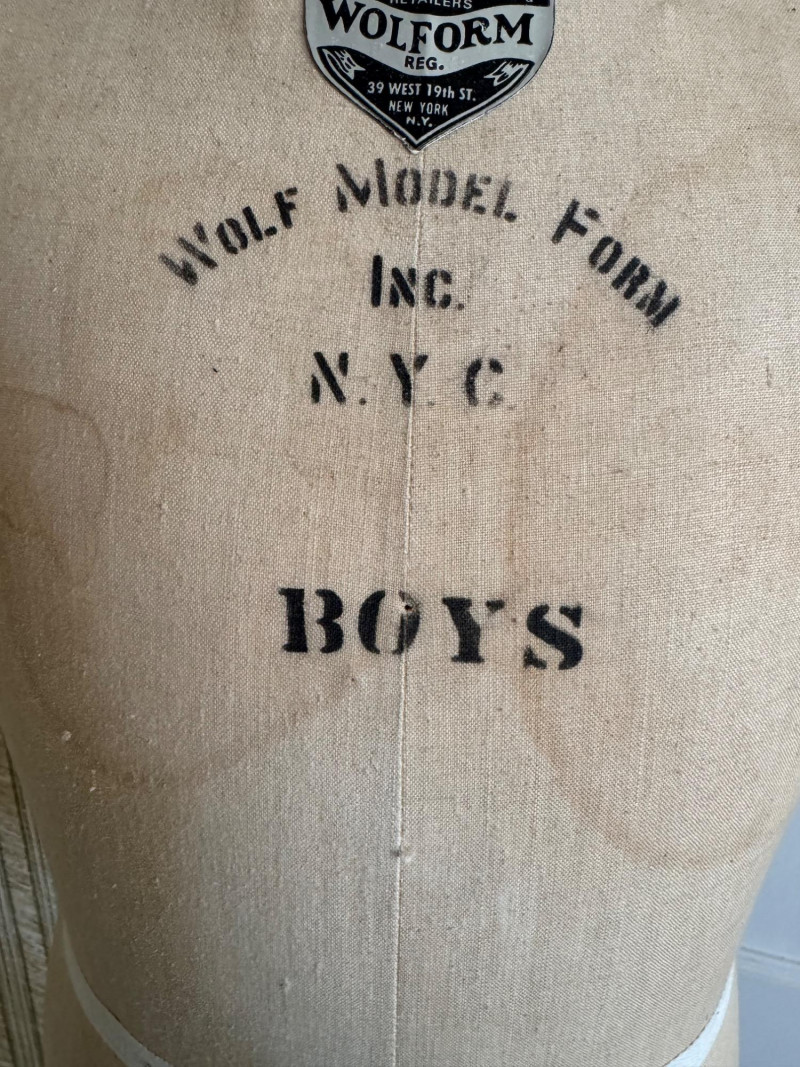 RETAILERS
WOLFORM
REG.
39 WEST 19th ST.
NEW YORK
N.Y.
WOLF MODEL FORM
INC.
N.Y.C
BOYS